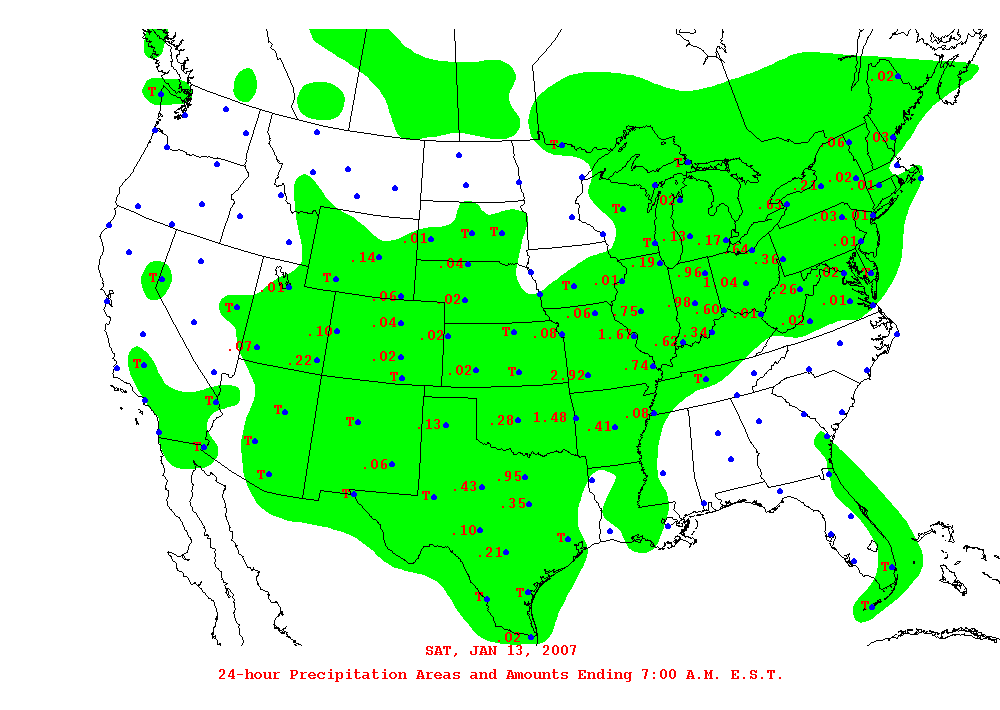 .02
T
.03
.06
T
T
.02 .01
.21
.02 .63
T .03 .01
.01 T T .13 .17 .01
T .64
.14 .04 .19 .36
T T .96 .02 T
.01 T .01 1.04 .26
.06 .02 .01
T .98
.06 .75 .60 .01
.04 .02
.10 T .08 1.67 .34
.02 .62
.07 .02
.22 T .74
T .02 T 2.92
T T
T
T .08
T .13 .28 1.48 .41
T
T .06
T .95
.43
T T .35
.10
T
.21
T
T T
T
.02
SAT, JAN 13, 2007
24-hour Precipitation Areas and Amounts Ending 7:00 A.M. E.S.T.